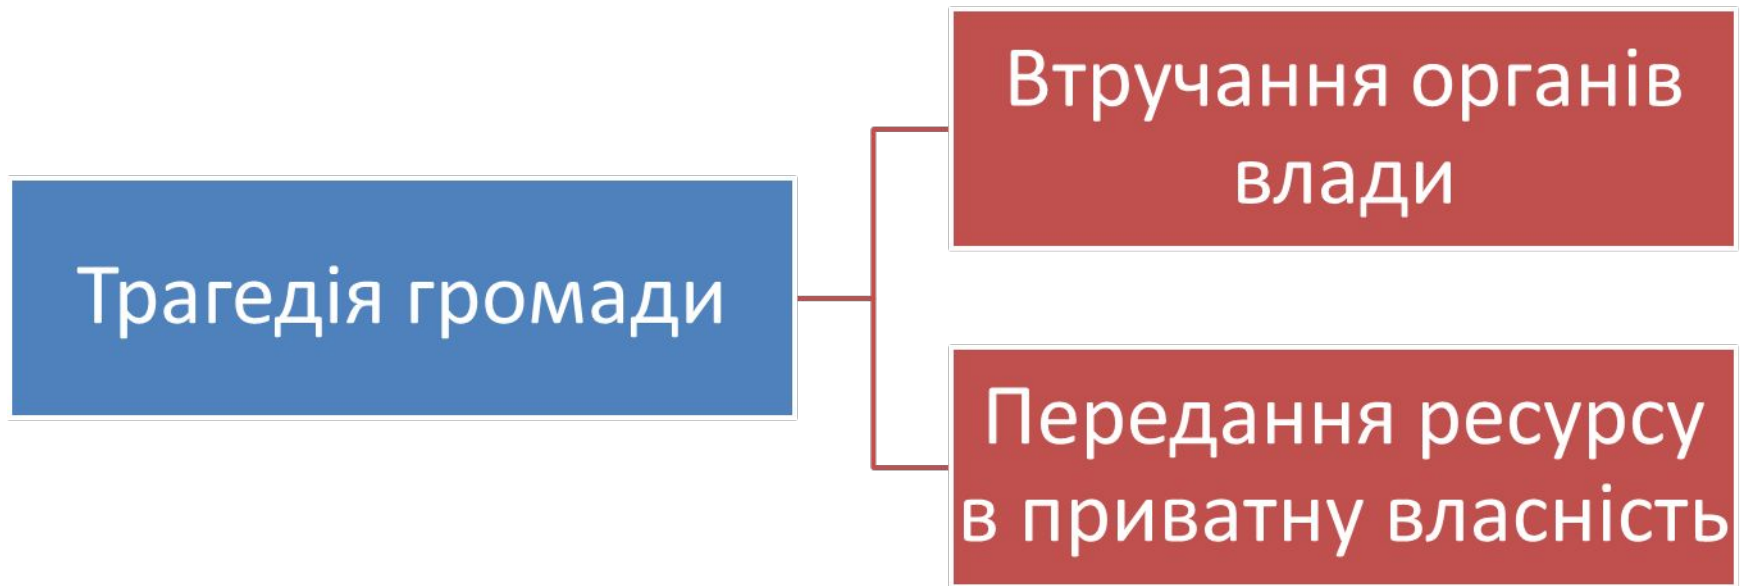 Втручання органів
влади
Трагедія громади
Передання ресурсу
в приватну власність